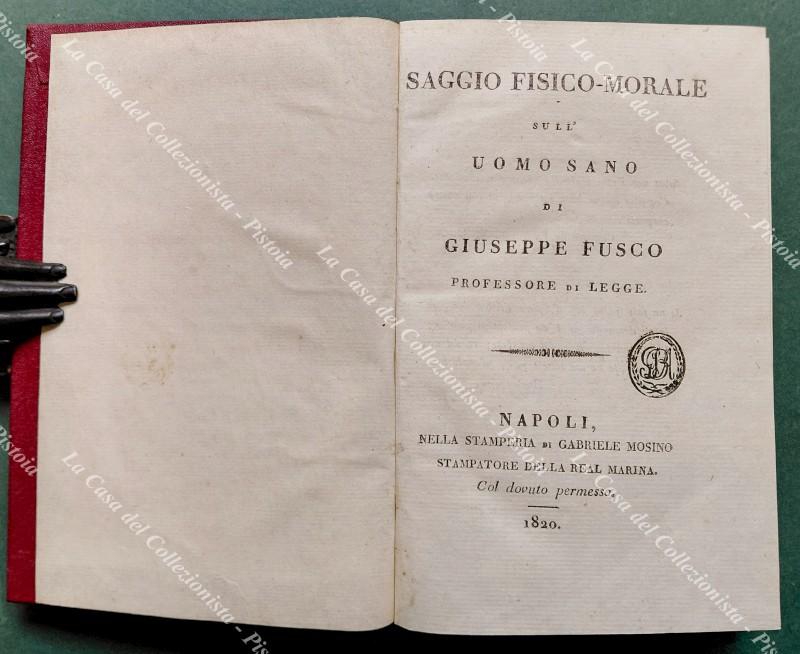 SAGGIO FISICO-MORALE
SULL'
UOMO SANO
DI
GIUSEPPE FUSCO
PROFESSORE DI LEGGE.
NAPOLI,
NELLA STAMPERIA DI GABRIELE MOSINO
STAMPATORE DELLA REAL MARINA.
Col dovuto permesso.
1820.
La Casa del Collezionista - Pistoia